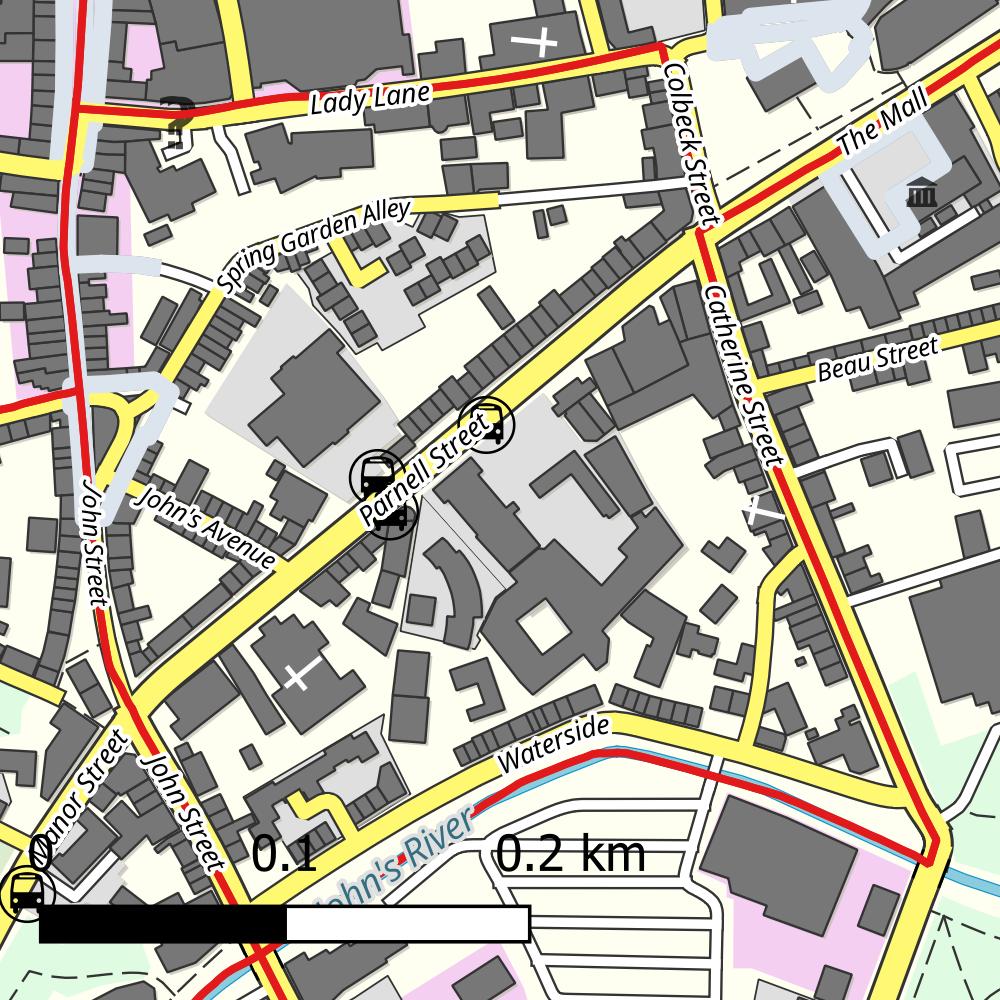 Lady Lane
Colbeck Street
The Mall
Spring Garden Alley
Catherine Street
Beau Street
Parnell Street
John's Avenue
John Street
Waterside
Manor Street
John Street
John's River
0
0.1
0.2 km